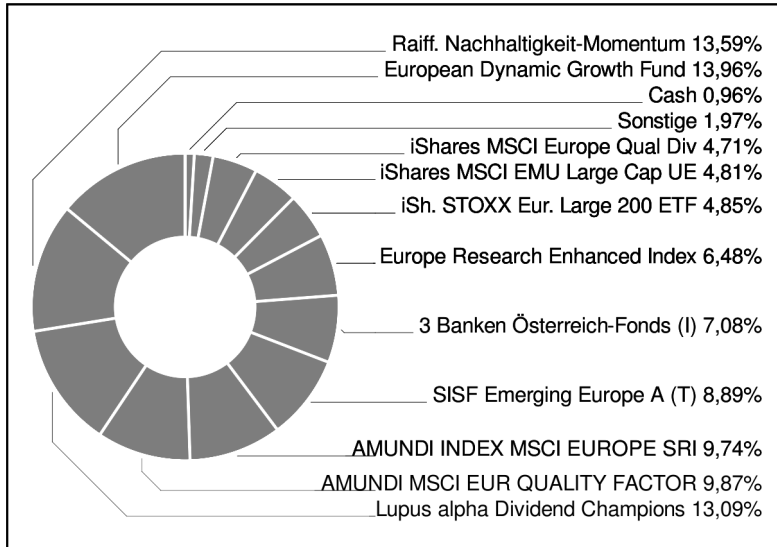 Raiff. Nachhaltigkeit-Momentum 13,59%
European Dynamic Growth Fund 13,96%
Cash 0,96%
Sonstige 1,97%
iShares MSCI Europe Qual Div 4,71%
iShares MSCI EMU Large Cap UE 4,81%
iSh. STOXX Eur. Large 200 ETF 4,85%
Europe Research Enhanced Index 6,48%
3 Banken Österreich-Fonds (I) 7,08%
SISF Emerging Europe A (T) 8,89%
AMUNDI INDEX MSCI EUROPE SRI 9,74%
AMUNDI MSCI EUR QUALITY FACTOR 9,87%
Lupus alpha Dividend Champions 13,09%